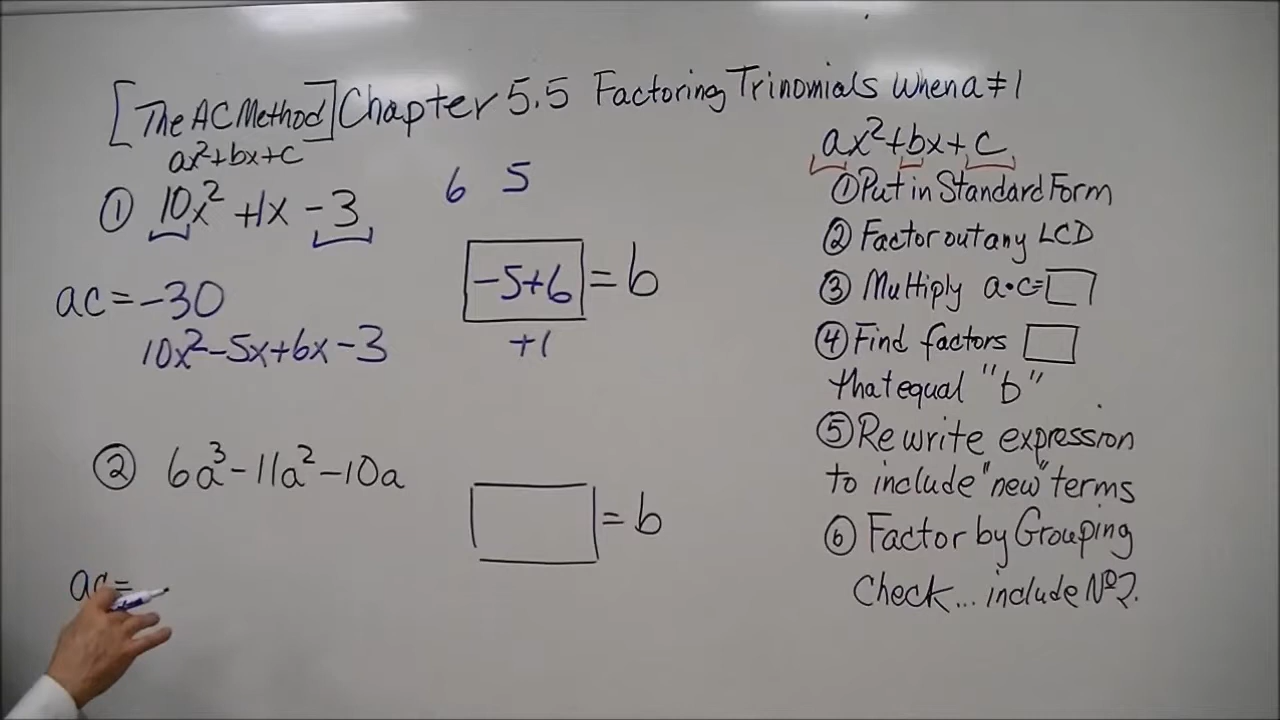 [The AC Method] Chapter 5.5 Factoring Trinomials When a ≠ 1
ax²+bx+c
① 10x² +1x - 3
6 5
ac = -30
-5+6 = b
+1
10x²-5x+6x-3
② 6a³-11a²-10a
= b
ac =
ax²+bx+c
① Put in Standard Form
② Factor out any LCD
③ Multiply a·c=
④ Find factors
that equal "b"
⑤ Rewrite expression
to include "new" terms
⑥ Factor by Grouping
Check... include Nº2.